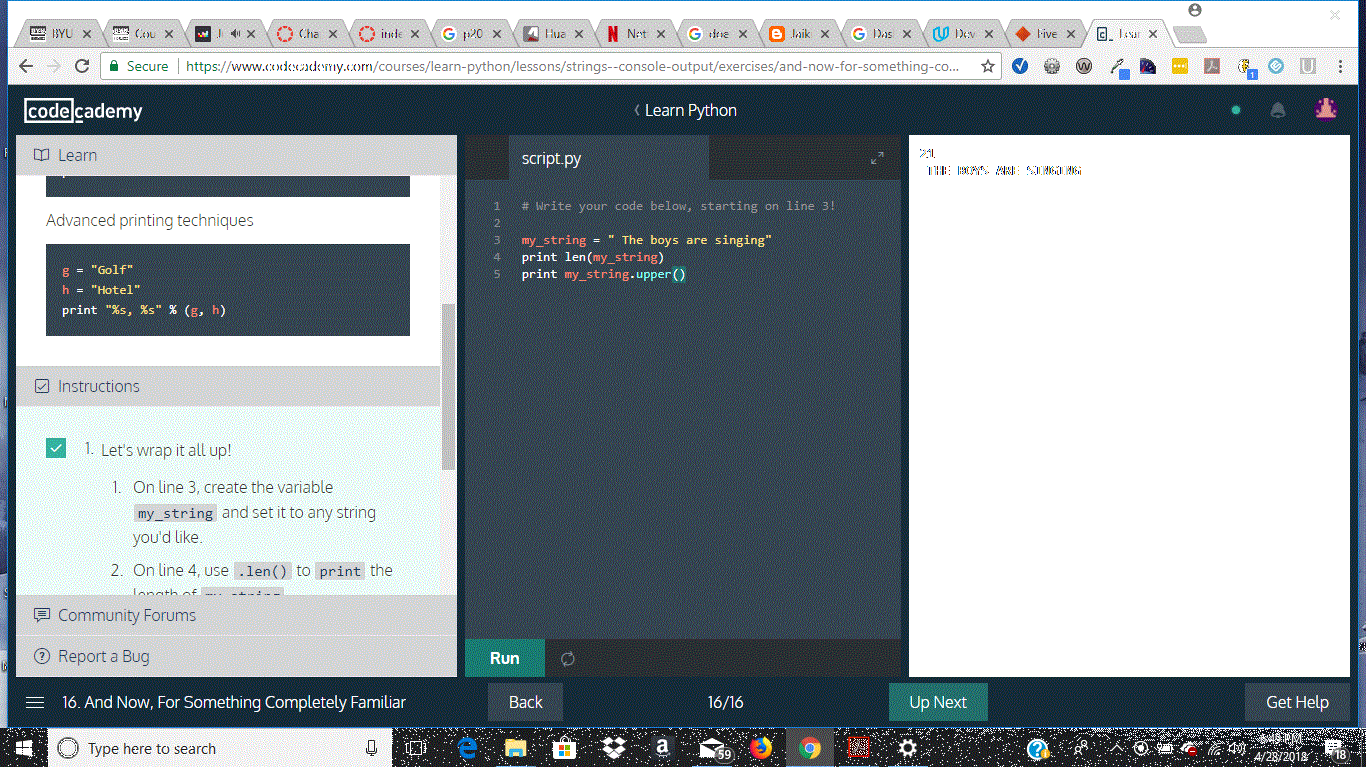 BYU
Cou
Cha
inde
p20
Hua
Net
doe
Jaik
Das
Dev
Five
Lear
Secure
https://www.codecademy.com/courses/learn-python/lessons/strings--console-output/exercises/and-now-for-something-co...
1
codecademy
Learn Python
Learn
script.py
21
THE BOYS ARE SINGING
Advanced printing techniques
g = "Golf"
h = "Hotel"
print "%s, %s" % (g, h)
1 # Write your code below, starting on line 3!
2
3 my_string = " The boys are singing"
4 print len(my_string)
5 print my_string.upper()
Instructions
1. Let's wrap it all up!
1. On line 3, create the variable
my_string and set it to any string
you'd like.
2. On line 4, use .len() to print the
length of my_string
Community Forums
Report a Bug
Run
16. And Now, For Something Completely Familiar
Back
16/16
Up Next
Get Help
Type here to search
59
4/28/2018
18